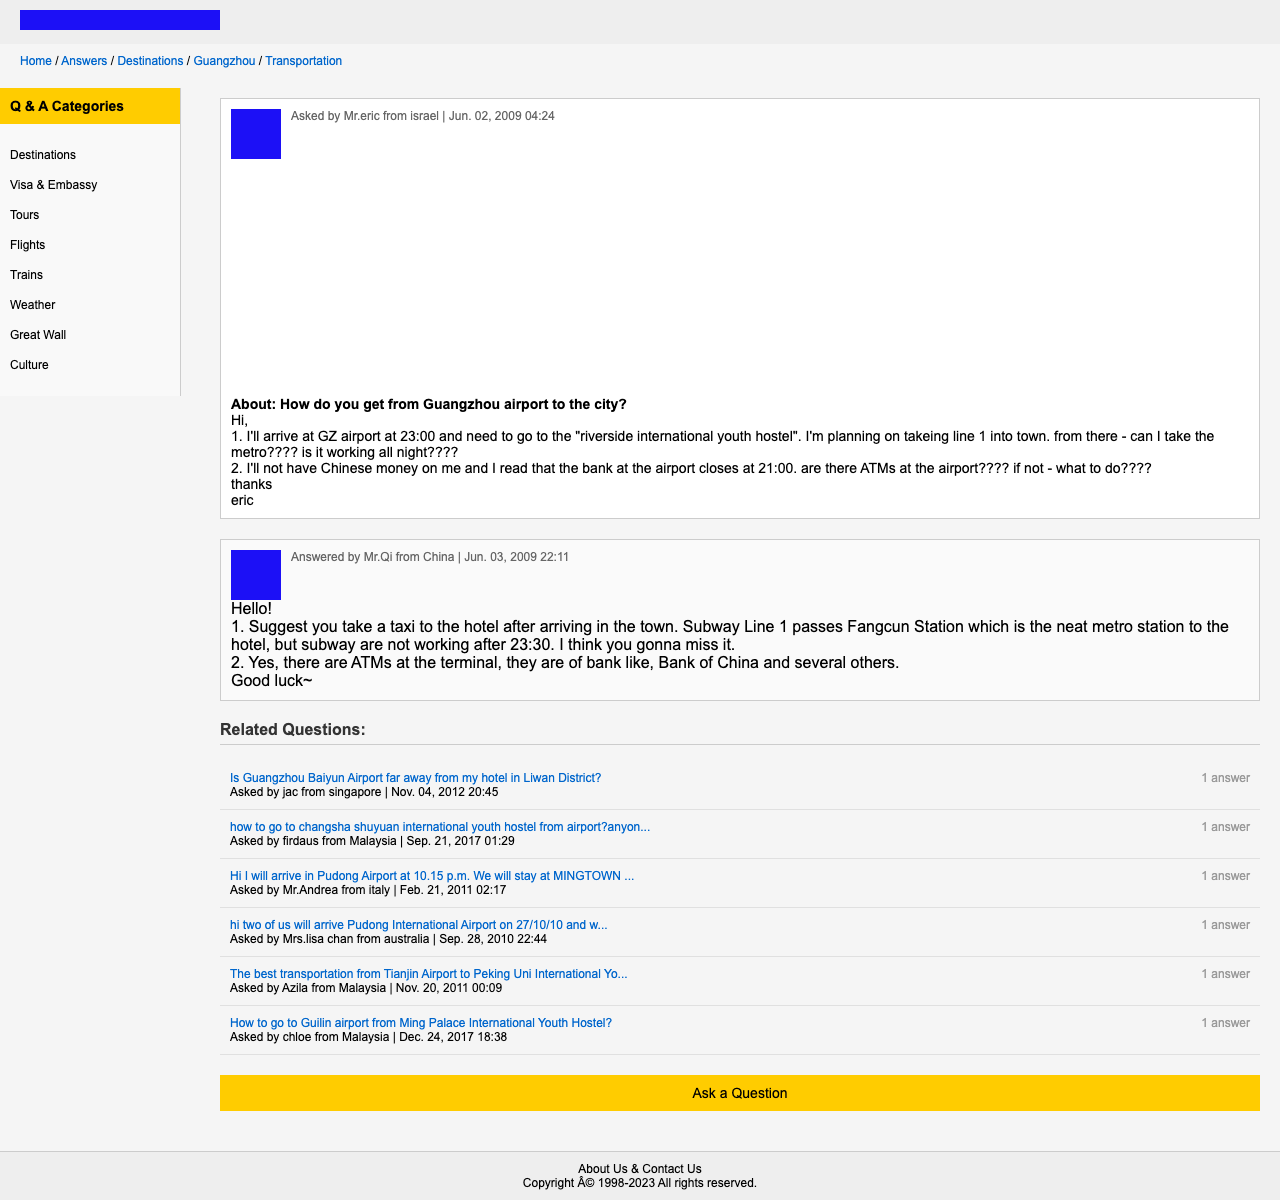 Home / Answers / Destinations / Guangzhou / Transportation
Q & A Categories
Destinations
Visa & Embassy
Tours
Flights
Trains
Weather
Great Wall
Culture
Asked by Mr.eric from israel | Jun. 02, 2009 04:24
About: How do you get from Guangzhou airport to the city?
Hi,
1. I'll arrive at GZ airport at 23:00 and need to go to the "riverside international youth hostel". I'm planning on takeing line 1 into town. from there - can I take the
metro???? is it working all night????
2. I'll not have Chinese money on me and I read that the bank at the airport closes at 21:00. are there ATMs at the airport???? if not - what to do????
thanks
eric
Answered by Mr.Qi from China | Jun. 03, 2009 22:11
Hello!
1. Suggest you take a taxi to the hotel after arriving in the town. Subway Line 1 passes Fangcun Station which is the neat metro station to the
hotel, but subway are not working after 23:30. I think you gonna miss it.
2. Yes, there are ATMs at the terminal, they are of bank like, Bank of China and several others.
Good luck~
Related Questions:
Is Guangzhou Baiyun Airport far away from my hotel in Liwan District? 1 answer
Asked by jac from singapore | Nov. 04, 2012 20:45
how to go to changsha shuyuan international youth hostel from airport?anyon... 1 answer
Asked by firdaus from Malaysia | Sep. 21, 2017 01:29
Hi I will arrive in Pudong Airport at 10.15 p.m. We will stay at MINGTOWN ... 1 answer
Asked by Mr.Andrea from italy | Feb. 21, 2011 02:17
hi two of us will arrive Pudong International Airport on 27/10/10 and w... 1 answer
Asked by Mrs.lisa chan from australia | Sep. 28, 2010 22:44
The best transportation from Tianjin Airport to Peking Uni International Yo... 1 answer
Asked by Azila from Malaysia | Nov. 20, 2011 00:09
How to go to Guilin airport from Ming Palace International Youth Hostel? 1 answer
Asked by chloe from Malaysia | Dec. 24, 2017 18:38
Ask a Question
About Us & Contact Us
Copyright Â© 1998-2023 All rights reserved.